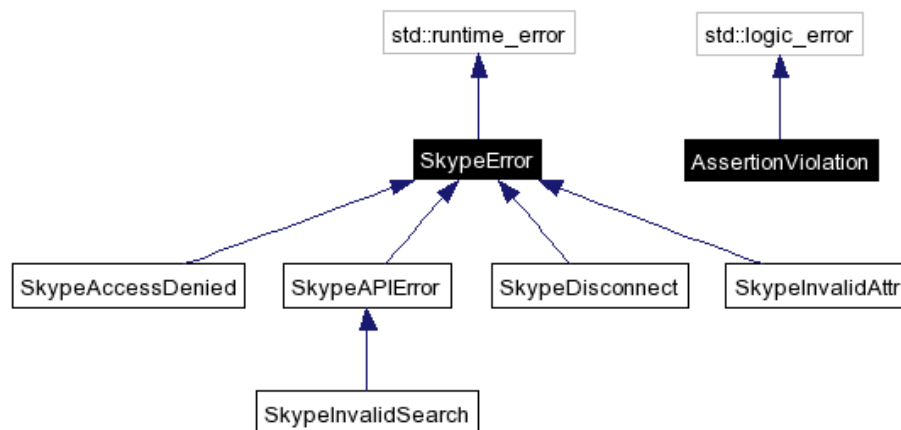 std::runtime_error
std::logic_error
SkypeError
AssertionViolation
SkypeAccessDenied
SkypeAPIError
SkypeDisconnect
SkypeInvalidAttr
SkypeInvalidSearch